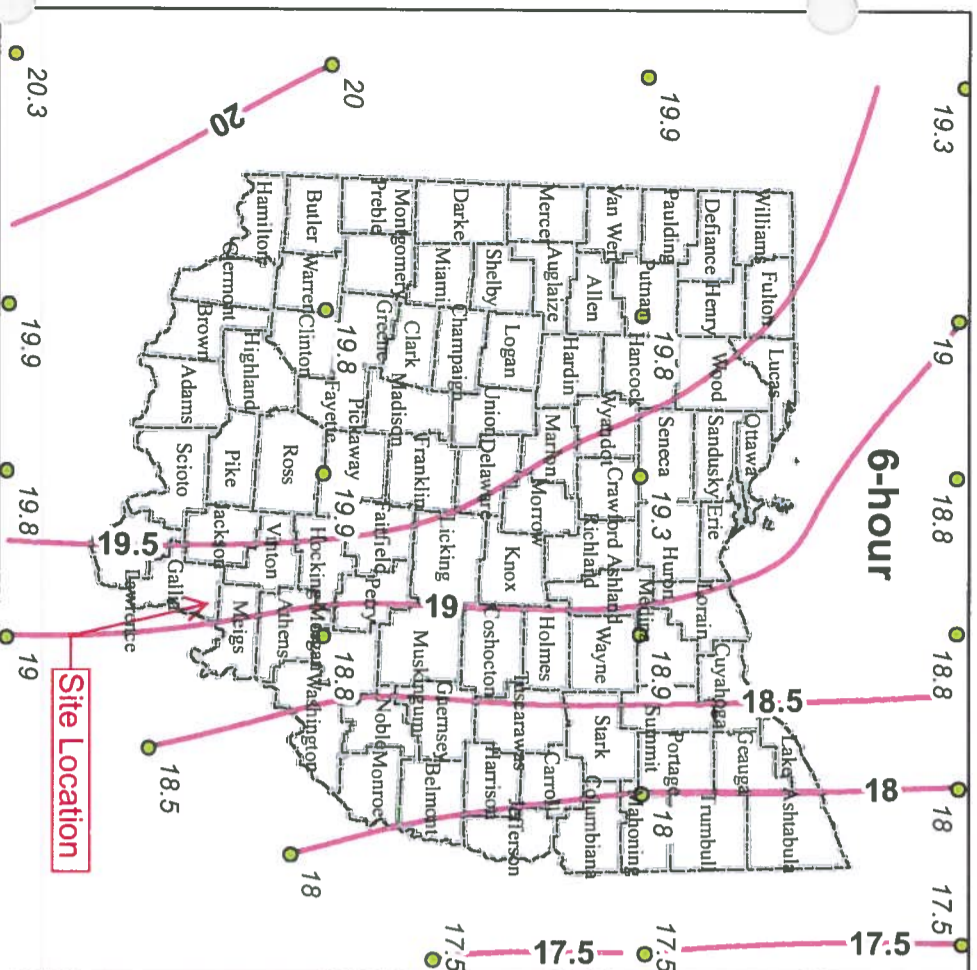 6-hour
19.3
19
18.8
18.8
18
17.5
19.9
19.8
19.3
18.9
18
17.5
20
19.8
19.9
18.8
18
17.5
20.3
19.9
19.8
19
18.5
20
19.5
19
18.5
18
17.5
17.5
Williams
Fulton
Lucas
Ottawa
Lake
Ashtabula
Defiance
Henry
Wood
Sandusky
Erie
Lorain
Cuyahoga
Geauga
Trumbull
Paulding
Putnam
Hancock
Seneca
Huron
Medina
Summit
Portage
Mahoning
Van Wert
Allen
Wyandot
Crawford
Richland
Ashland
Wayne
Stark
Columbiana
Mercer
Auglaize
Hardin
Marion
Morrow
Knox
Holmes
Tuscarawas
Carroll
Jefferson
Darke
Shelby
Logan
Union
Delaware
Licking
Coshocton
Harrison
Miami
Champaign
Clark
Madison
Franklin
Muskingum
Guernsey
Belmont
Preble
Montgomery
Greene
Pickaway
Fairfield
Perry
Noble
Monroe
Butler
Warren
Clinton
Fayette
Ross
Hocking
Morgan
Washington
Hamilton
Clermont
Highland
Pike
Vinton
Athens
Brown
Adams
Scioto
Jackson
Meigs
Gallia
Lawrence
Site Location